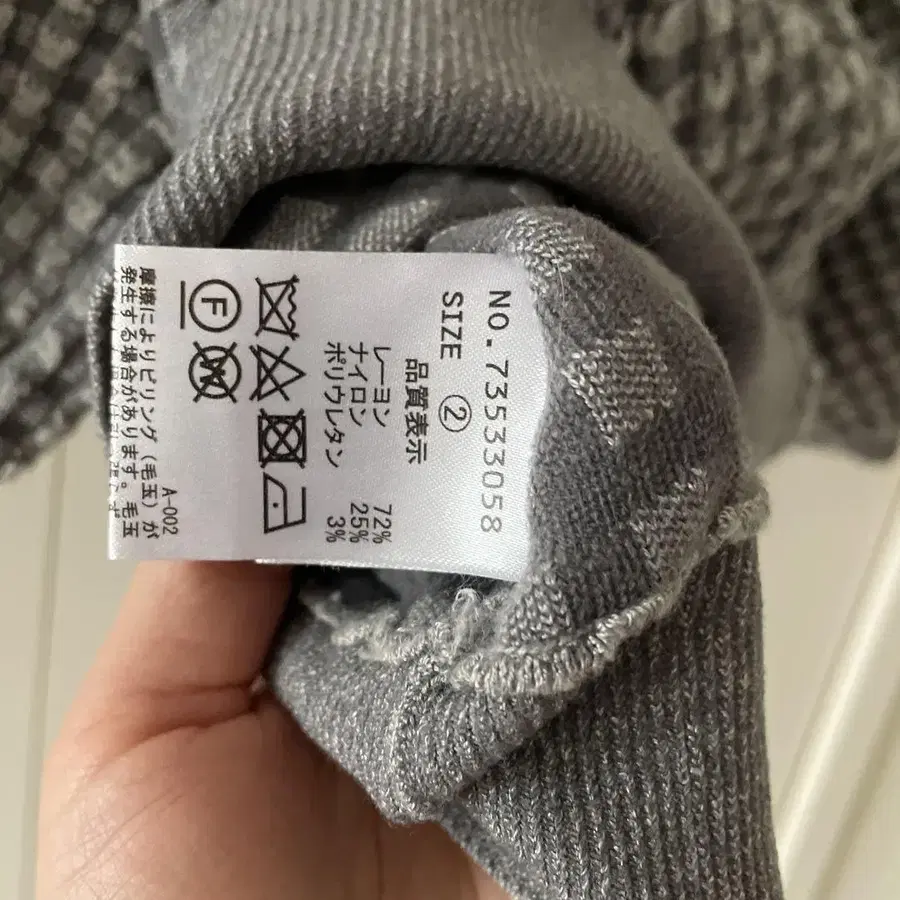 NO.73533058
SIZE ②
品質表示
レーヨン 72%
ナイロン 25%
ポリウレタン 3%
F
W
A-002
摩擦によりピリング(毛玉)が
発生する場合があります。毛玉